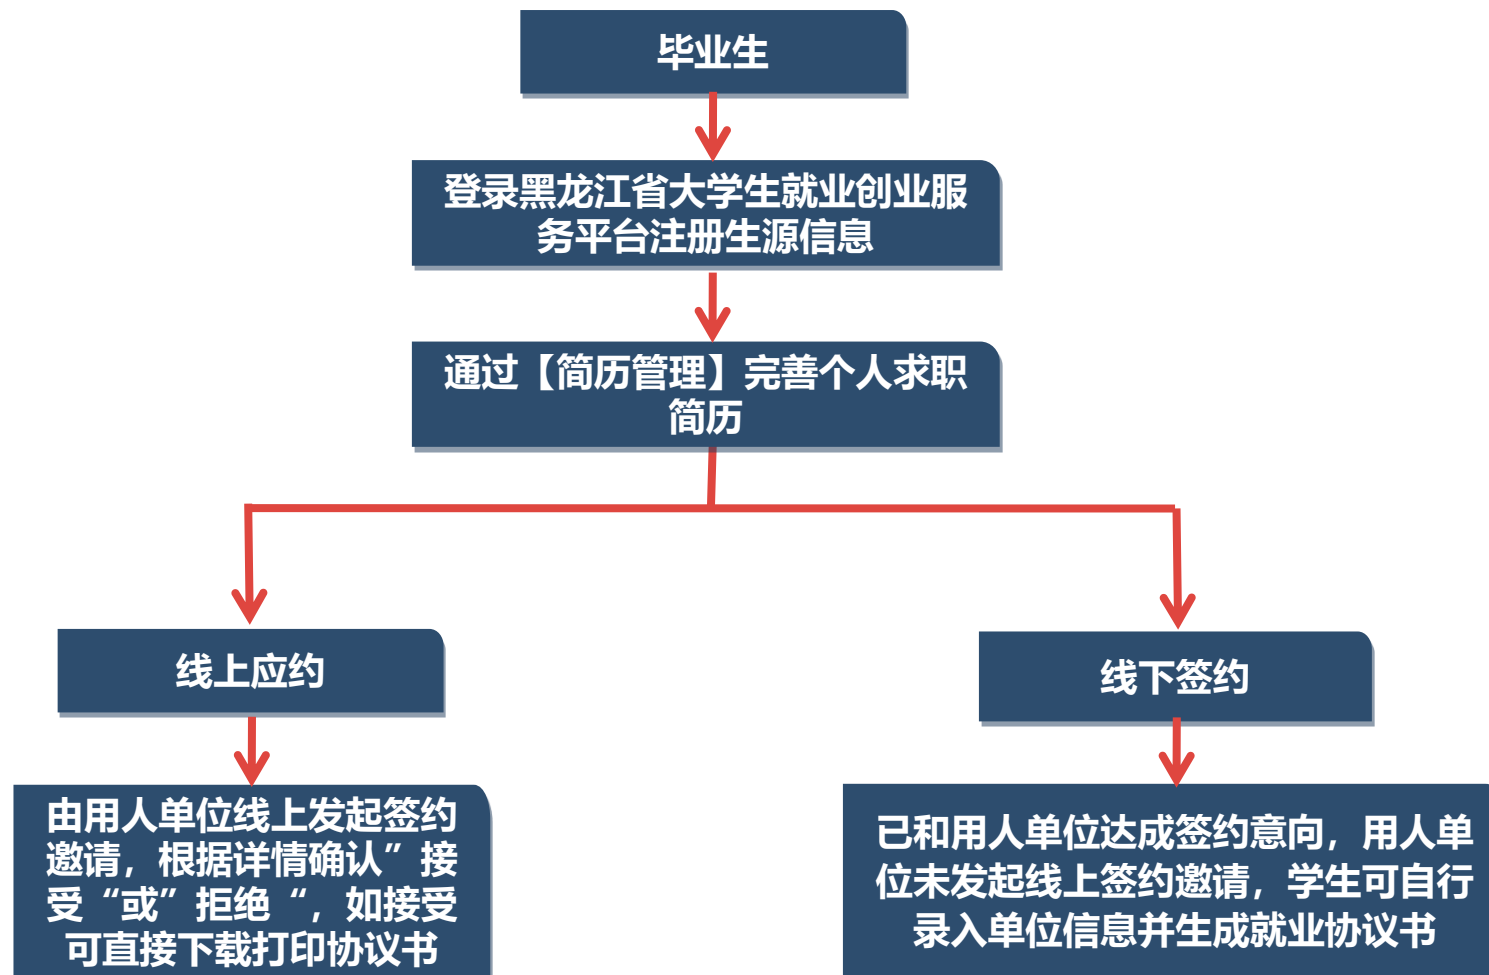 毕业生
登录黑龙江省大学生就业创业服
务平台注册生源信息
通过【简历管理】完善个人求职
简历
线上应约
线下签约
由用人单位线上发起签约
邀请，根据详情确认”接
受“或”拒绝“，如接受
可直接下载打印协议书
已和用人单位达成签约意向，用人单
位未发起线上签约邀请，学生可自行
录入单位信息并生成就业协议书